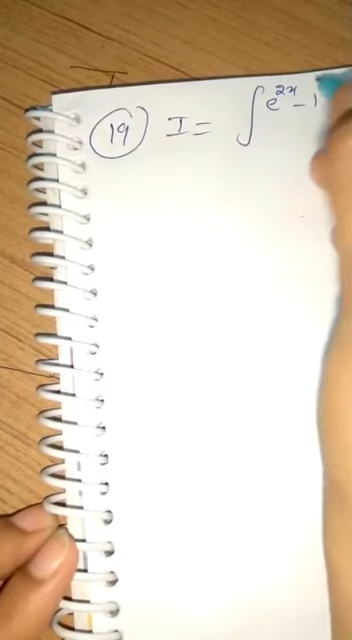 (19) I = ∫ e^{2x} - 1